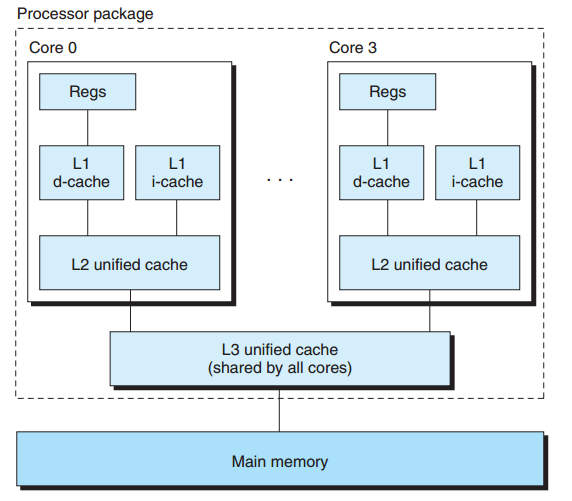 Processor package
Core 0
Core 3
Regs
Regs
L1
d-cache
L1
i-cache
. . .
L1
d-cache
L1
i-cache
L2 unified cache
L2 unified cache
L3 unified cache
(shared by all cores)
Main memory